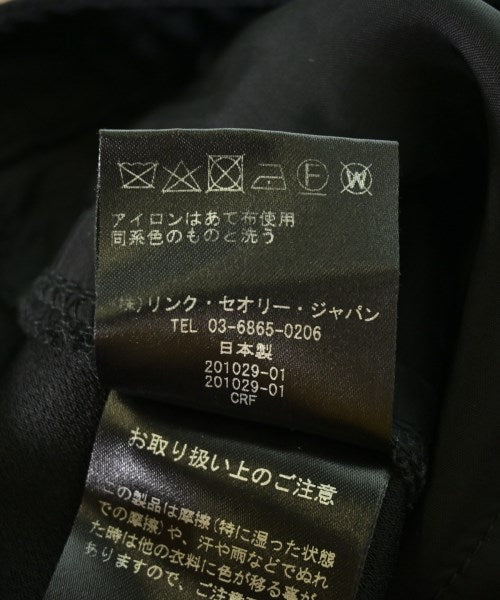 F W
アイロンはあて布使用
同系色のものと洗う
(株)リンク・セオリー・ジャパン
TEL 03-6865-0206
日本製
201029-01
201029-01
CRF
お取り扱い上のご注意
この製品は摩擦(特に湿った状態
での摩擦)や、汗や雨などでぬれ
た時は他の衣料に色が移る事が
ありますので、ご注意